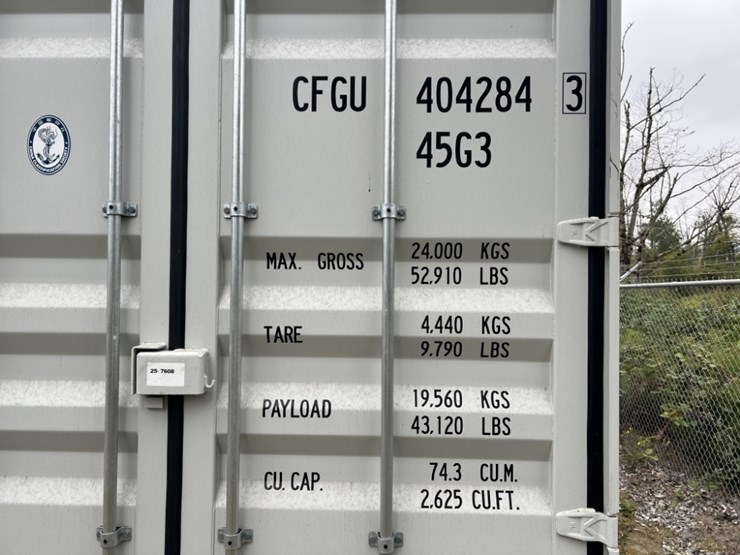 CFGU 404284 3
45G3
MAX. GROSS 24,000 KGS
52,910 LBS
TARE 4,440 KGS
9,790 LBS
25-7608
PAYLOAD 19,560 KGS
43,120 LBS
CU. CAP. 74.3 CU.M.
2,625 CU.FT.